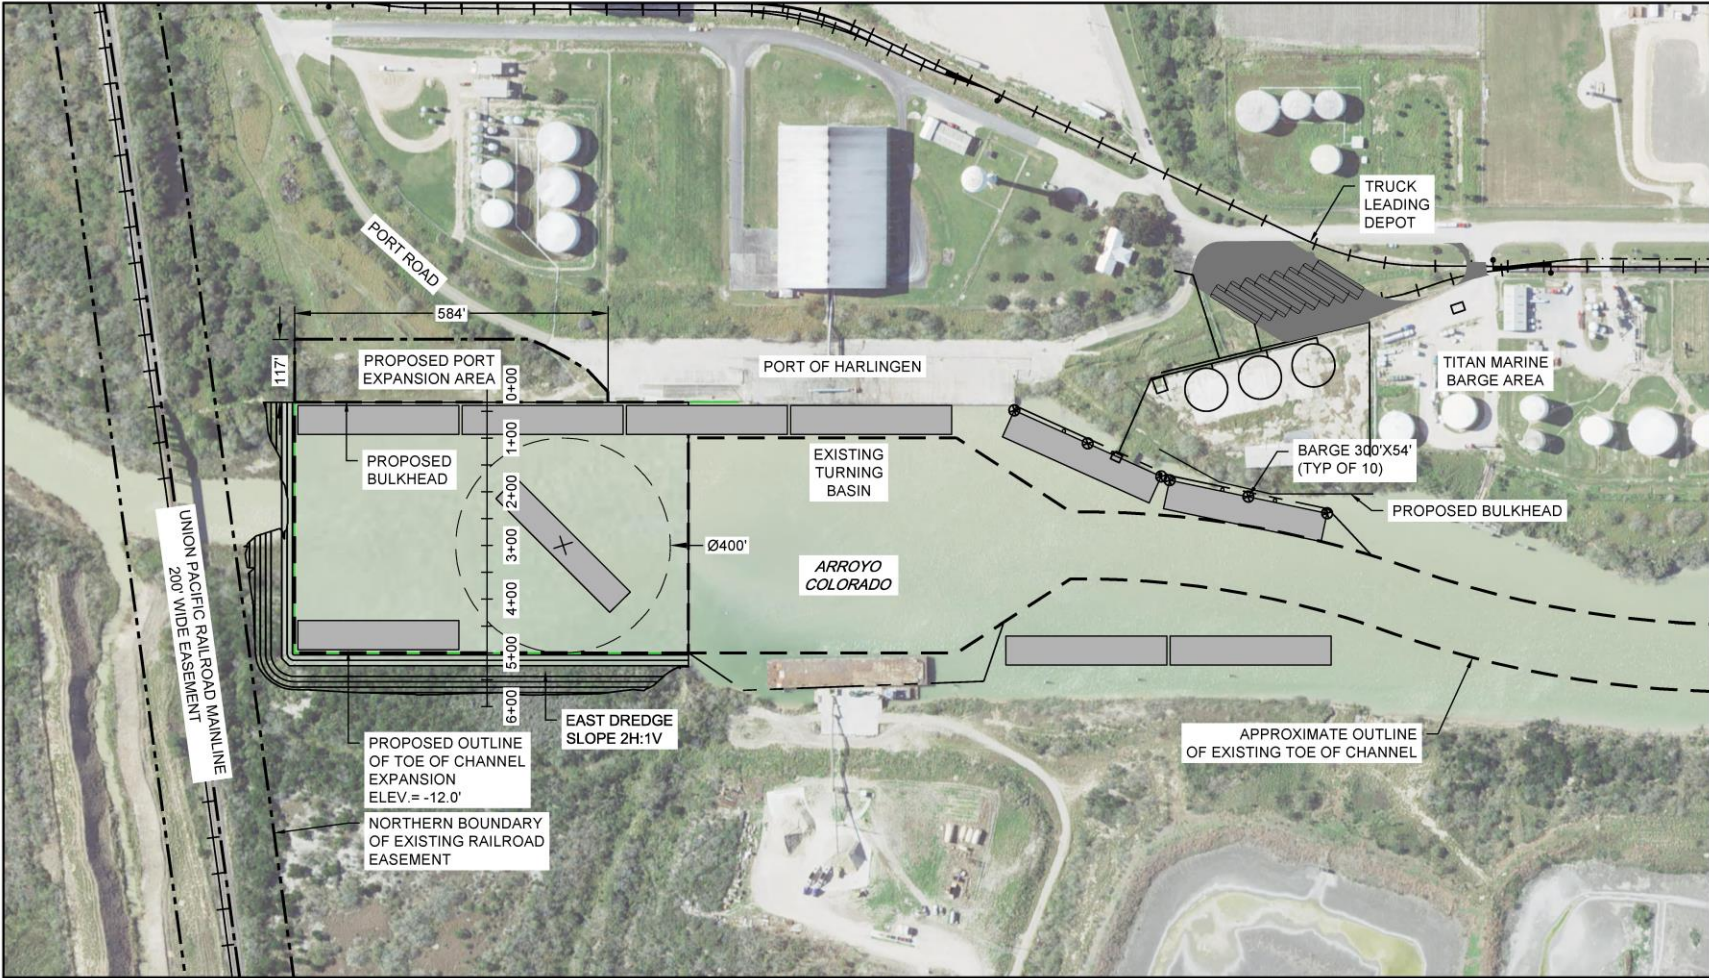 TRUCK
LEADING
DEPOT
PORT ROAD
584'
117'
PROPOSED PORT
EXPANSION AREA
PORT OF HARLINGEN
TITAN MARINE
BARGE AREA
0+00
1+00
2+00
3+00
4+00
5+00
6+00
PROPOSED
BULKHEAD
EXISTING
TURNING
BASIN
BARGE 300'X54'
(TYP OF 10)
PROPOSED BULKHEAD
Ø400'
ARROYO
COLORADO
UNION PACIFIC RAILROAD MAINLINE
200' WIDE EASEMENT
EAST DREDGE
SLOPE 2H:1V
APPROXIMATE OUTLINE
OF EXISTING TOE OF CHANNEL
PROPOSED OUTLINE
OF TOE OF CHANNEL
EXPANSION
ELEV.= -12.0'
NORTHERN BOUNDARY
OF EXISTING RAILROAD
EASEMENT